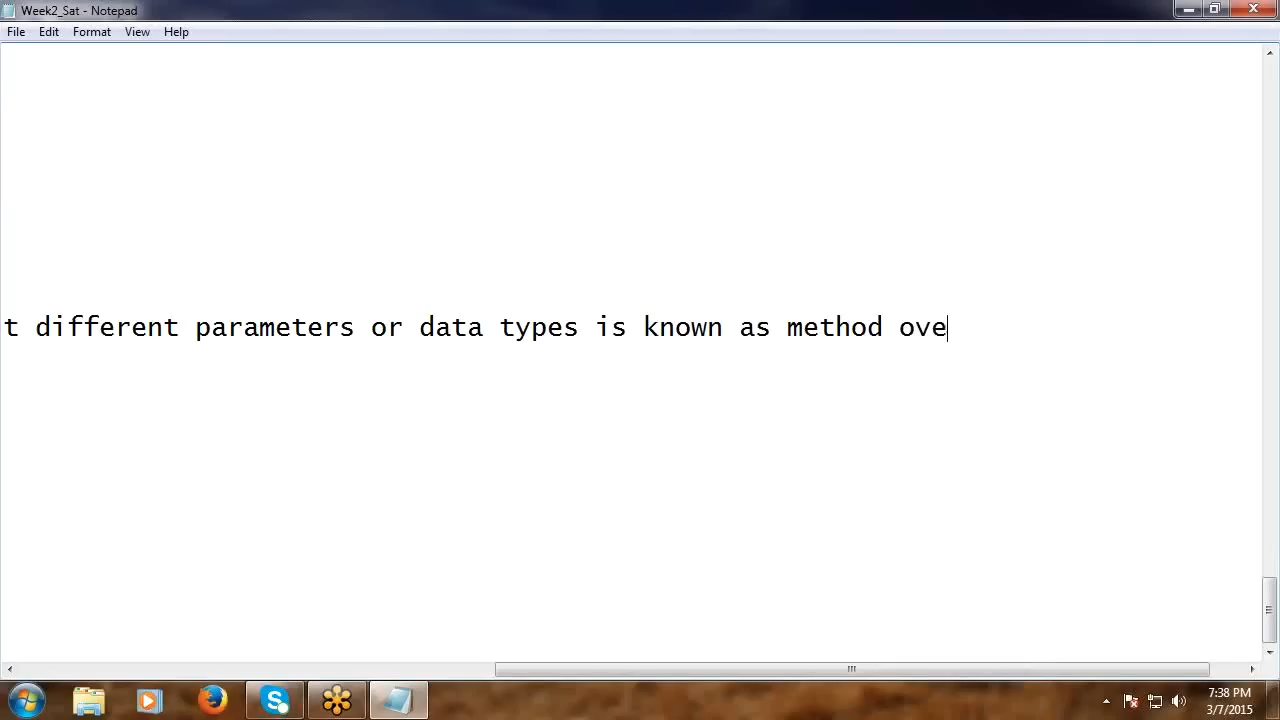 Week2_Sat - Notepad
File Edit Format View Help
t different parameters or data types is known as method ove
7:38 PM
3/7/2015